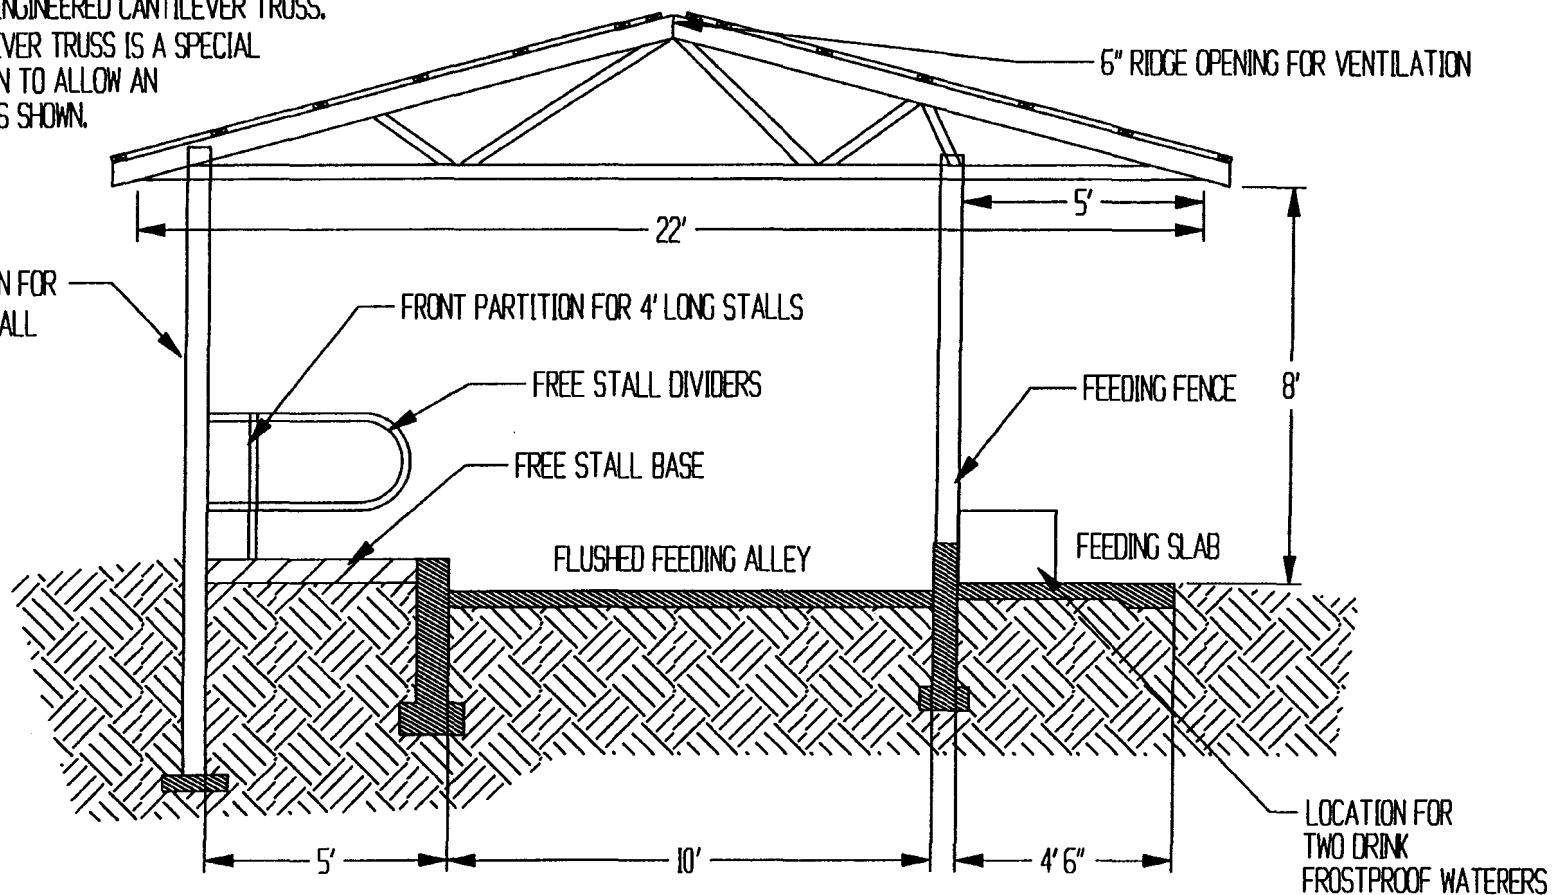 ENGINEERED CANTILEVER TRUSS.
EVER TRUSS IS A SPECIAL
N TO ALLOW AN
S SHOWN.
6" RIDGE OPENING FOR VENTILATION
5'
22'
N FOR
ALL
FRONT PARTITION FOR 4' LONG STALLS
FREE STALL DIVIDERS
FEEDING FENCE
8'
FREE STALL BASE
FLUSHED FEEDING ALLEY
FEEDING SLAB
5'
10'
4' 6"
LOCATION FOR
TWO DRINK
FROSTPROOF WATERERS